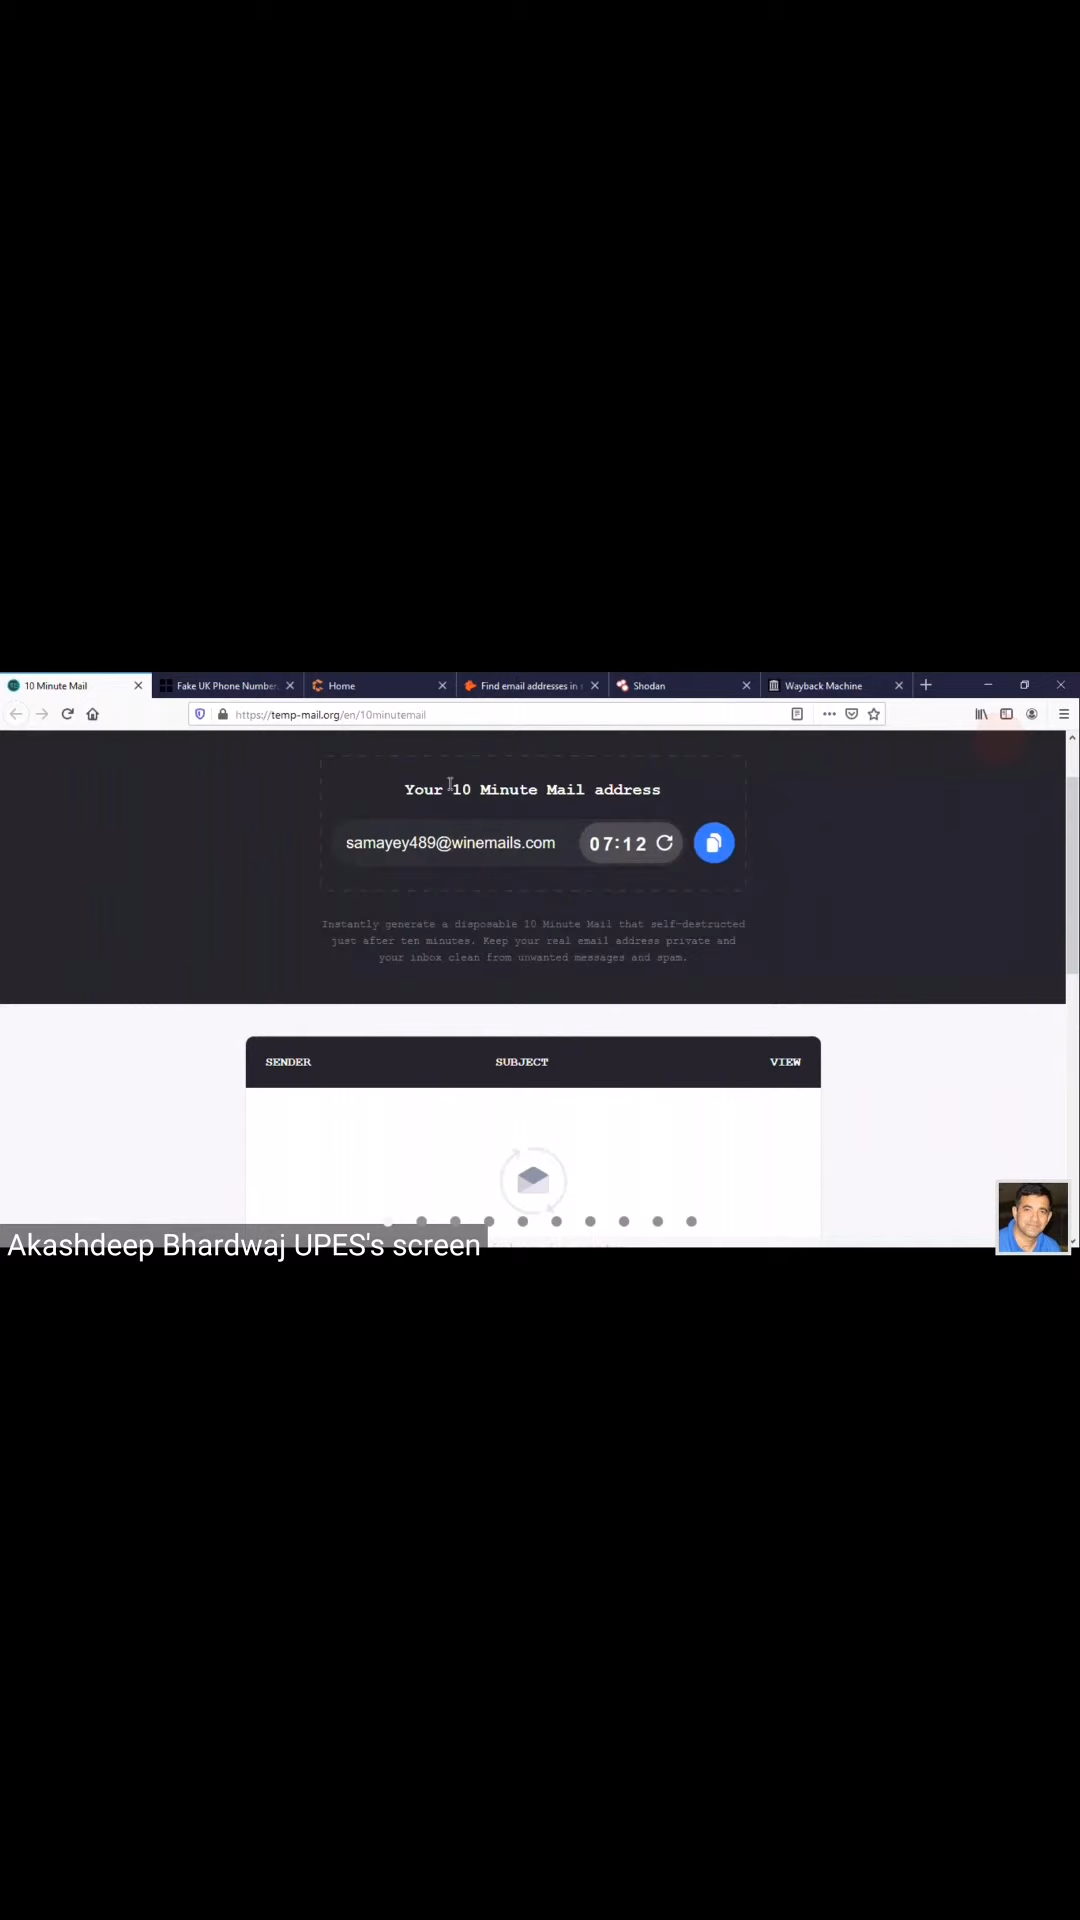 10 Minute Mail
Fake UK Phone Number
Home
Find email addresses in
Shodan
Wayback Machine
https://temp-mail.org/en/10minutemail
Your 10 Minute Mail address
samayey489@winemails.com 07:12
Instantly generate a disposable 10 Minute Mail that self-destructed
just after ten minutes. Keep your real email address private and
your inbox clean from unwanted messages and spam.
SENDER SUBJECT VIEW
Akashdeep Bhardwaj UPES's screen